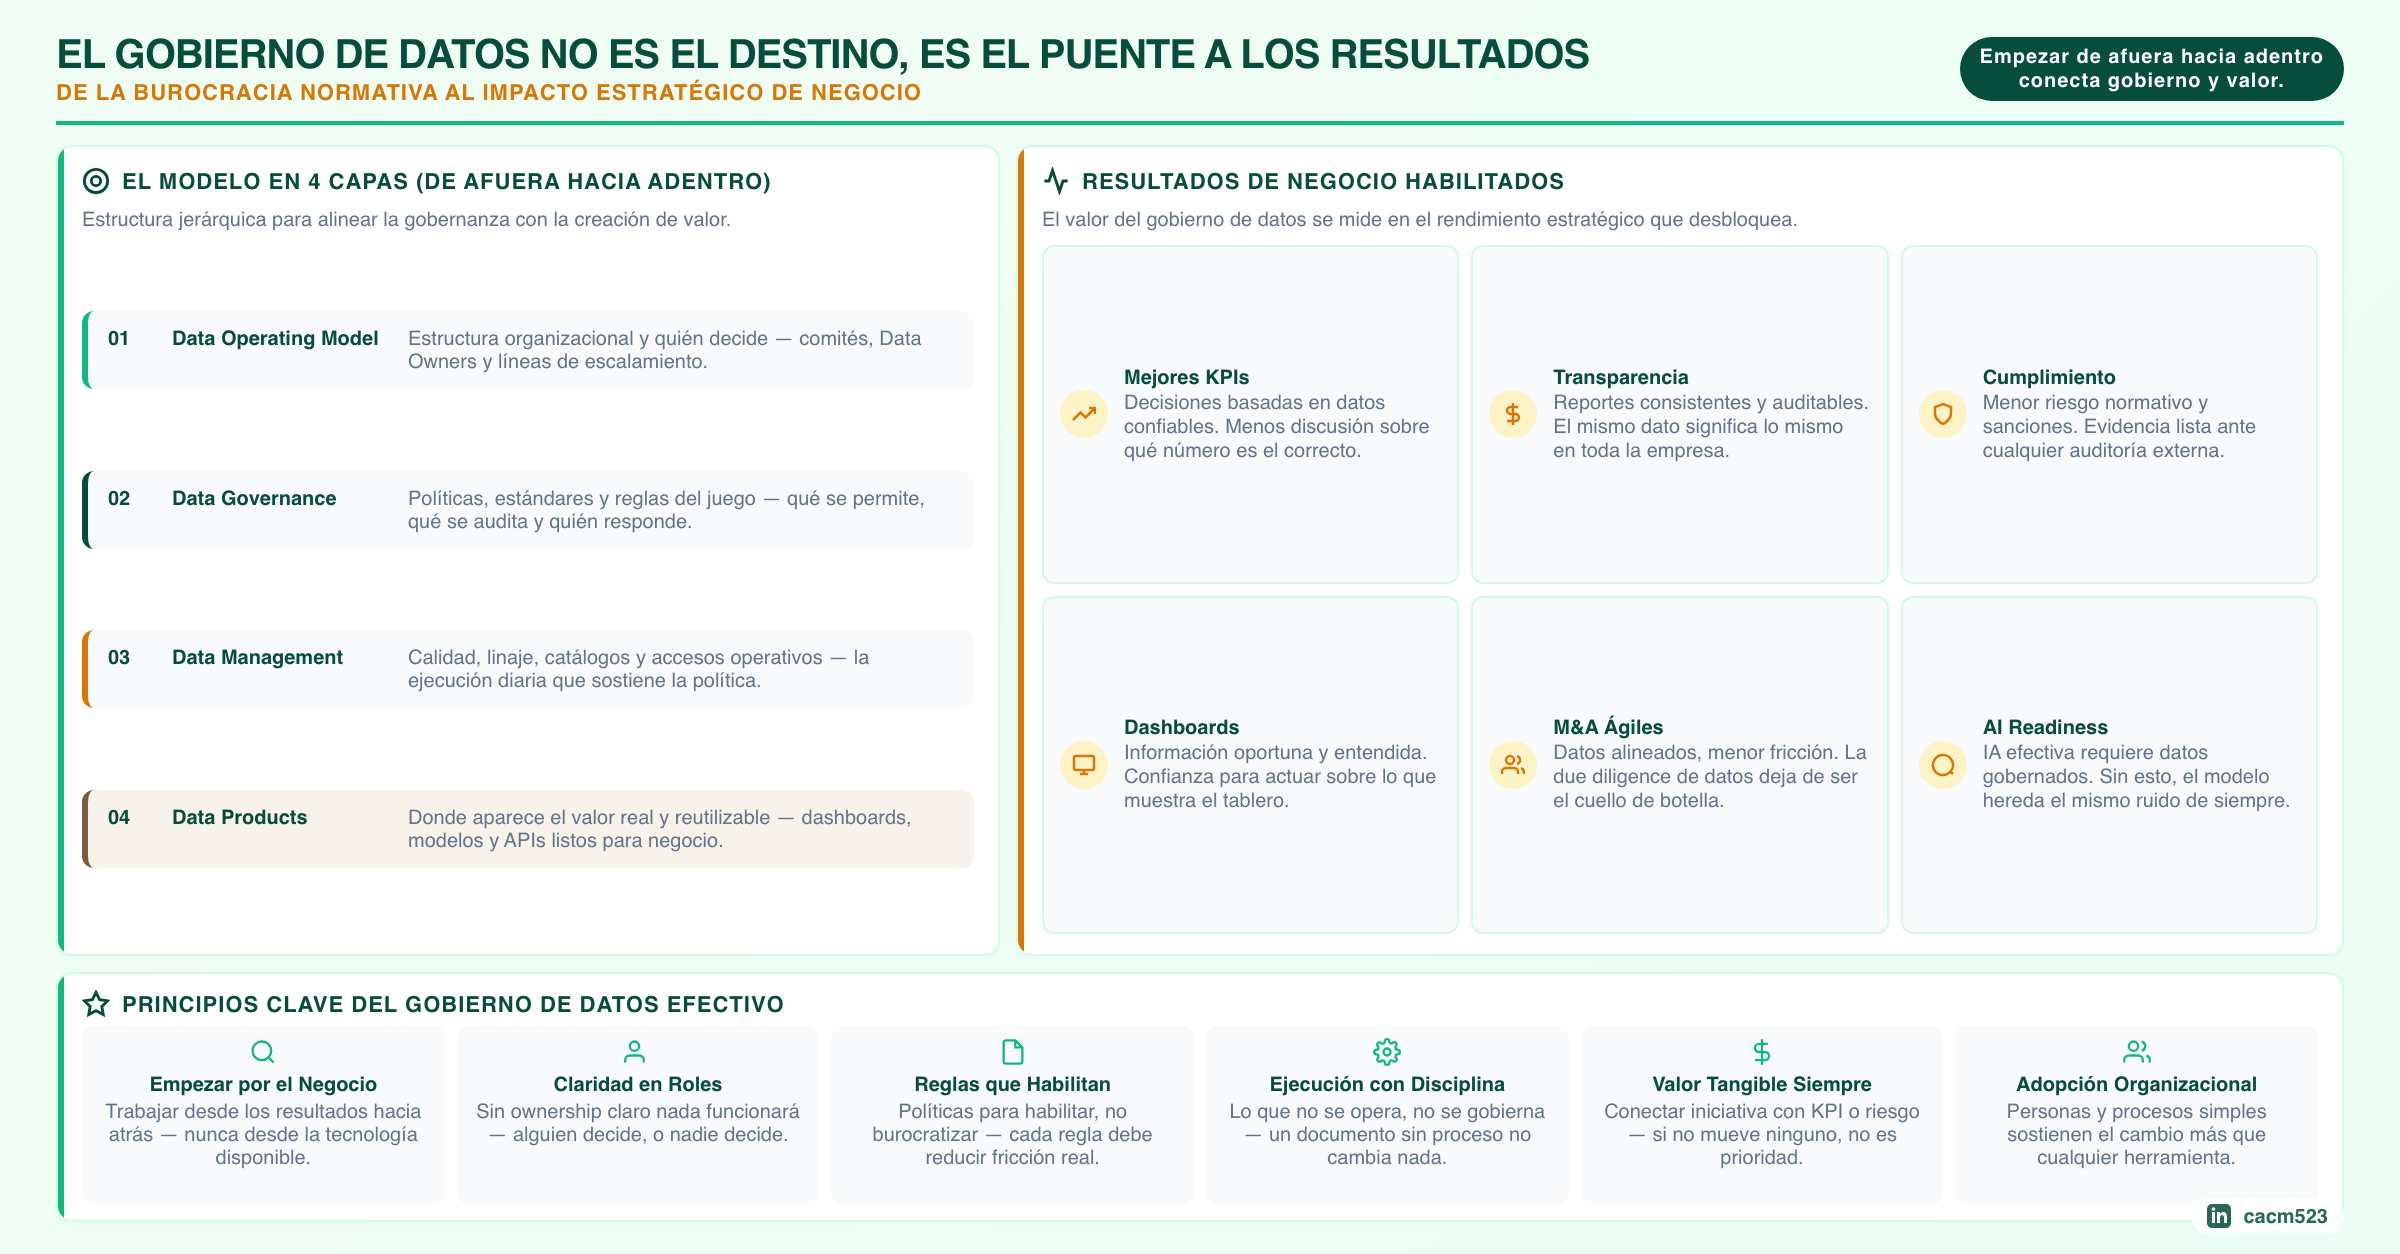 EL GOBIERNO DE DATOS NO ES EL DESTINO, ES EL PUENTE A LOS RESULTADOS
DE LA BUROCRACIA NORMATIVA AL IMPACTO ESTRATÉGICO DE NEGOCIO
Empezar de afuera hacia adentro
conecta gobierno y valor.
EL MODELO EN 4 CAPAS (DE AFUERA HACIA ADENTRO)
Estructura jerárquica para alinear la gobernanza con la creación de valor.
01 Data Operating Model Estructura organizacional y quién decide — comités, Data
Owners y líneas de escalamiento.
02 Data Governance Políticas, estándares y reglas del juego — qué se permite,
qué se audita y quién responde.
03 Data Management Calidad, linaje, catálogos y accesos operativos — la
ejecución diaria que sostiene la política.
04 Data Products Donde aparece el valor real y reutilizable — dashboards,
modelos y APIs listos para negocio.
RESULTADOS DE NEGOCIO HABILITADOS
El valor del gobierno de datos se mide en el rendimiento estratégico que desbloquea.
Mejores KPIs
Decisiones basadas en datos
confiables. Menos discusión sobre
qué número es el correcto.
Transparencia
Reportes consistentes y auditables.
El mismo dato significa lo mismo
en toda la empresa.
Cumplimiento
Menor riesgo normativo y
sanciones. Evidencia lista ante
cualquier auditoría externa.
Dashboards
Información oportuna y entendida.
Confianza para actuar sobre lo que
muestra el tablero.
M&A Ágiles
Datos alineados, menor fricción. La
due diligence de datos deja de ser
el cuello de botella.
AI Readiness
IA efectiva requiere datos
gobernados. Sin esto, el modelo
hereda el mismo ruido de siempre.
PRINCIPIOS CLAVE DEL GOBIERNO DE DATOS EFECTIVO
Empezar por el Negocio
Trabajar desde los resultados hacia
atrás — nunca desde la tecnología
disponible.
Claridad en Roles
Sin ownership claro nada funcionará
— alguien decide, o nadie decide.
Reglas que Habilitan
Políticas para habilitar, no
burocratizar — cada regla debe
reducir fricción real.
Ejecución con Disciplina
Lo que no se opera, no se gobierna
— un documento sin proceso no
cambia nada.
Valor Tangible Siempre
Conectar iniciativa con KPI o riesgo
— si no mueve ninguno, no es
prioridad.
Adopción Organizacional
Personas y procesos simples
sostienen el cambio más que
cualquier herramienta.
in cacm523